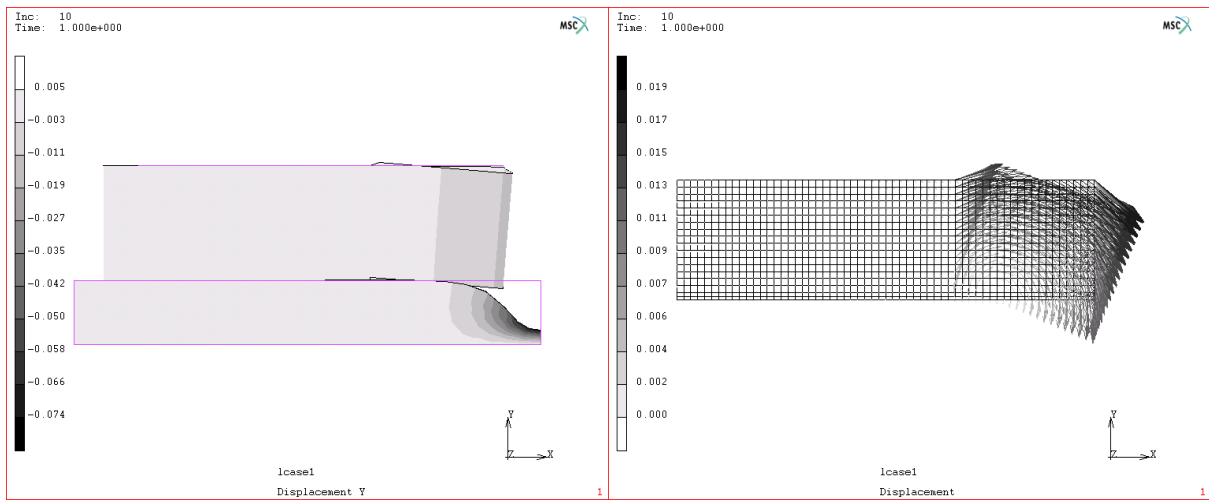 Inc: 10
Time: 1.000e+000
MSC
0.005
-0.003
-0.011
-0.019
-0.027
-0.035
-0.042
-0.050
-0.058
-0.066
-0.074
Y
Z X
lcase1
Displacement Y
1
Inc: 10
Time: 1.000e+000
MSC
0.019
0.017
0.015
0.013
0.011
0.009
0.007
0.006
0.004
0.002
0.000
Y
Z X
lcase1
Displacement
1